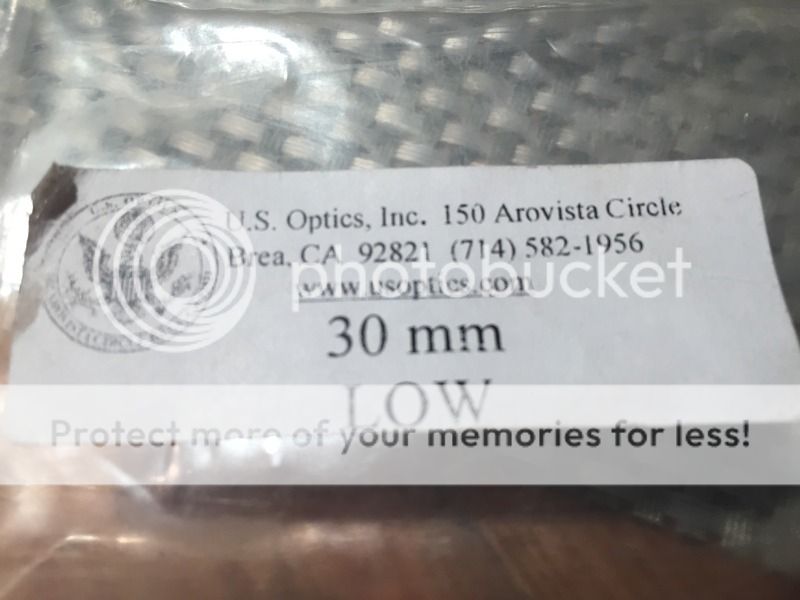 U.S. Optics, Inc. 150 Arovista Circle
Brea, CA 92821 (714) 582-1956
www.usoptics.com
photobucket
30 mm
LOW
Protect more of your memories for less!